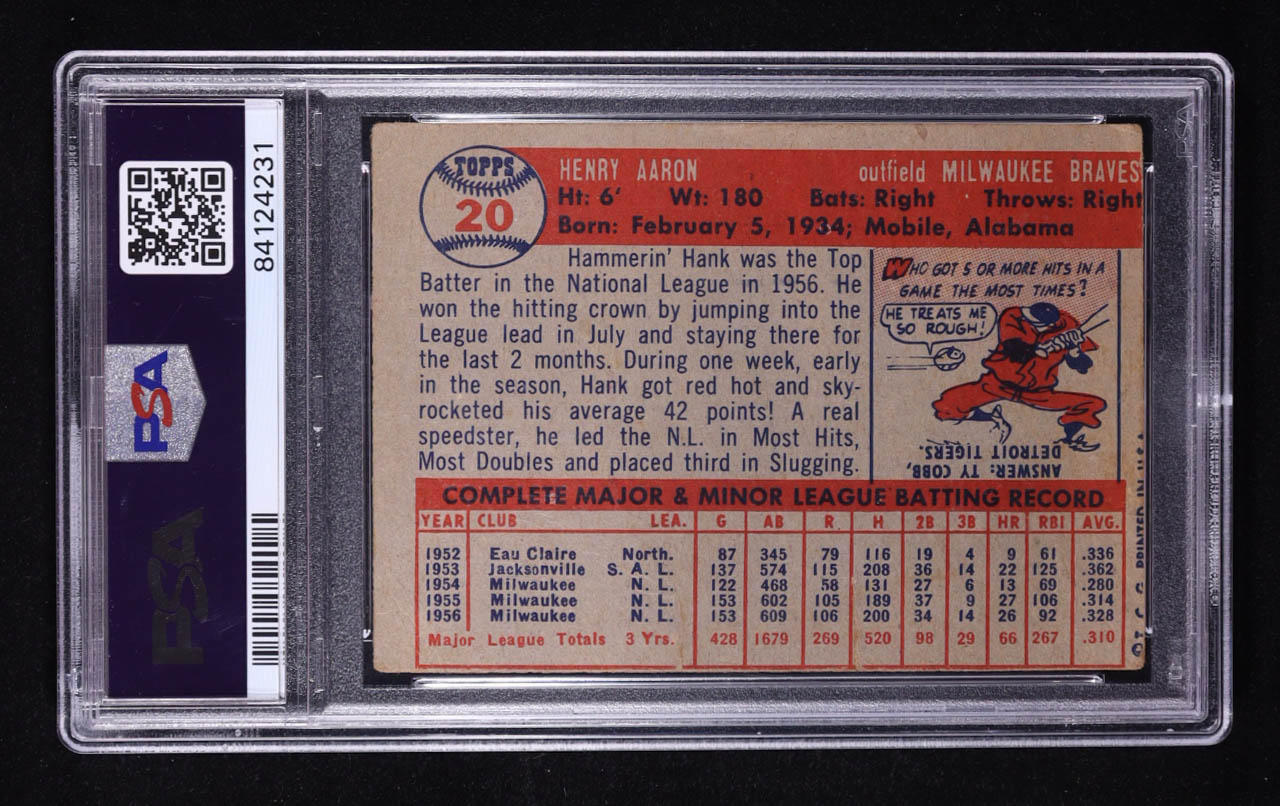 84124231
PSA
PSA
TOPPS
20
HENRY AARON outfield MILWAUKEE BRAVES
Ht: 6' Wt: 180 Bats: Right Throws: Right
Born: February 5, 1934; Mobile, Alabama
Hammerin' Hank was the Top
Batter in the National League in 1956. He
won the hitting crown by jumping into the
League lead in July and staying there for
the last 2 months. During one week, early
in the season, Hank got red hot and sky-
rocketed his average 42 points! A real
speedster, he led the N.L. in Most Hits,
Most Doubles and placed third in Slugging.
WHO GOT 5 OR MORE HITS IN A
GAME THE MOST TIMES?
HE TREATS ME
SO ROUGH!
ANSWER: TY COBB,
DETROIT TIGERS.
COMPLETE MAJOR & MINOR LEAGUE BATTING RECORD
YEAR CLUB LEA. G AB R H 2B 3B HR RBI AVG.
1952 Eau Claire North. 87 345 79 116 19 4 9 61 .336
1953 Jacksonville S. A. L. 137 574 115 208 36 14 22 125 .362
1954 Milwaukee N. L. 122 468 58 131 27 6 13 69 .280
1955 Milwaukee N. L. 153 602 105 189 37 9 27 106 .314
1956 Milwaukee N. L. 153 609 106 200 34 14 26 92 .328
Major League Totals 3 Yrs. 428 1679 269 520 98 29 66 267 .310
©T. C. G. PRINTED IN U.S.A.